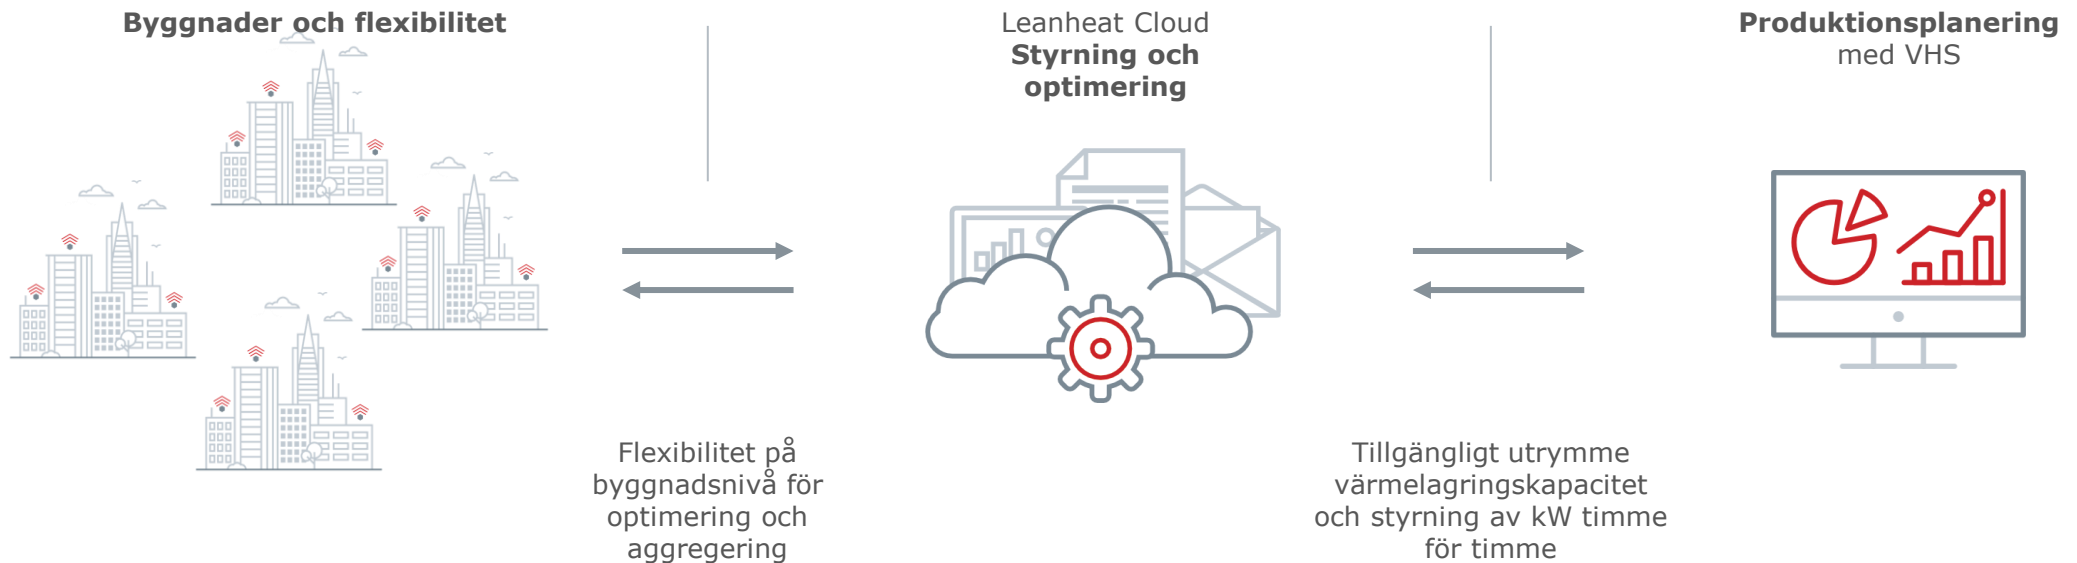 Byggnader och flexibilitet
Leanheat Cloud
Styrning och
optimering
Produktionsplanering
med VHS
Flexibilitet på
byggnadsnivå för
optimering och
aggregering
Tillgängligt utrymme
värmelagringskapacitet
och styrning av kW timme
för timme